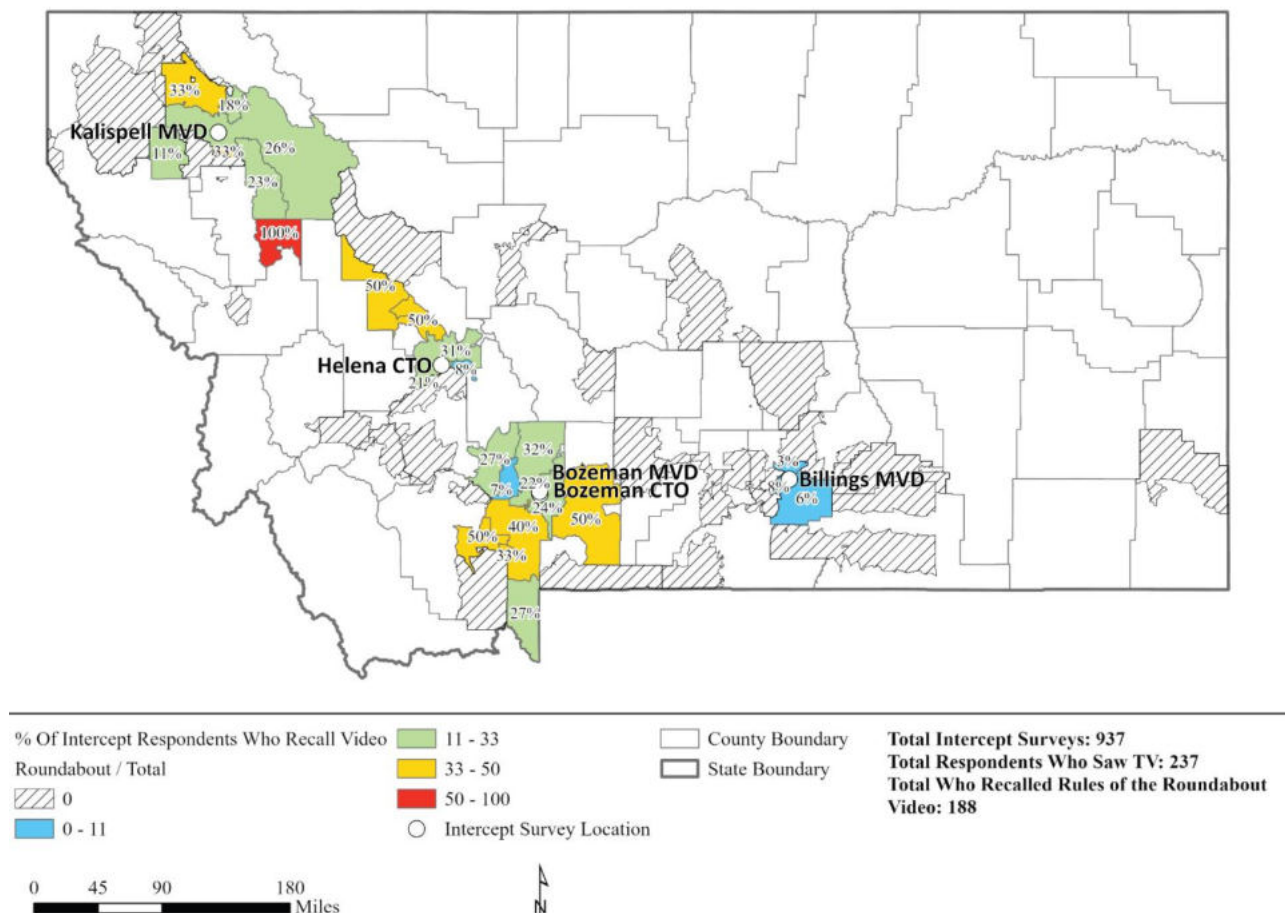 33%
18%
Kalispell MVD
11%
33%
26%
23%
100%
50%
50%
31%
Helena CTO
8%
21%
27%
32%
Bozeman MVD
3%
7%
22%
Bozeman CTO
8%
Billings MVD
6%
24%
40%
50%
50%
33%
27%
% Of Intercept Respondents Who Recall Video
Roundabout / Total
0
0 - 11
11 - 33
33 - 50
50 - 100
Intercept Survey Location
County Boundary
State Boundary
Total Intercept Surveys: 937
Total Respondents Who Saw TV: 237
Total Who Recalled Rules of the Roundabout
Video: 188
0 45 90 180
Miles
N